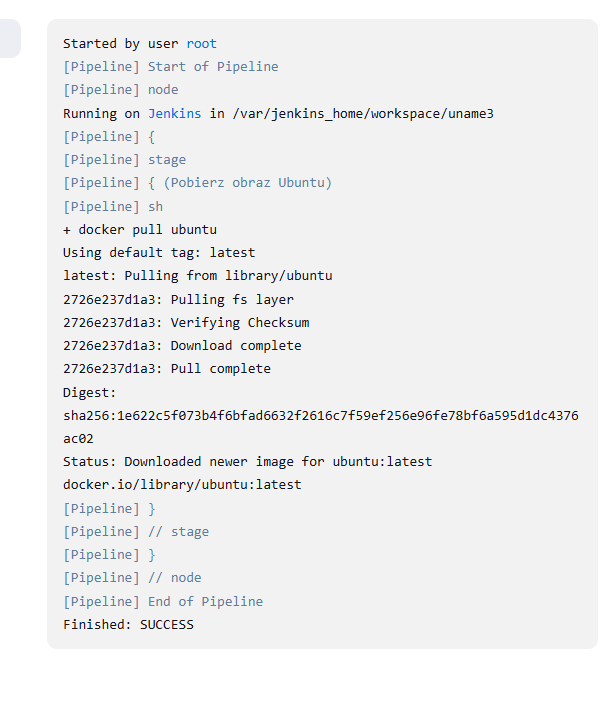 Started by user root
[Pipeline] Start of Pipeline
[Pipeline] node
Running on Jenkins in /var/jenkins_home/workspace/uname3
[Pipeline] {
[Pipeline] stage
[Pipeline] { (Pobierz obraz Ubuntu)
[Pipeline] sh
+ docker pull ubuntu
Using default tag: latest
latest: Pulling from library/ubuntu
2726e237d1a3: Pulling fs layer
2726e237d1a3: Verifying Checksum
2726e237d1a3: Download complete
2726e237d1a3: Pull complete
Digest:
sha256:1e622c5f073b4f6bfad6632f2616c7f59ef256e96fe78bf6a595d1dc4376
ac02
Status: Downloaded newer image for ubuntu:latest
docker.io/library/ubuntu:latest
[Pipeline] }
[Pipeline] // stage
[Pipeline] }
[Pipeline] // node
[Pipeline] End of Pipeline
Finished: SUCCESS